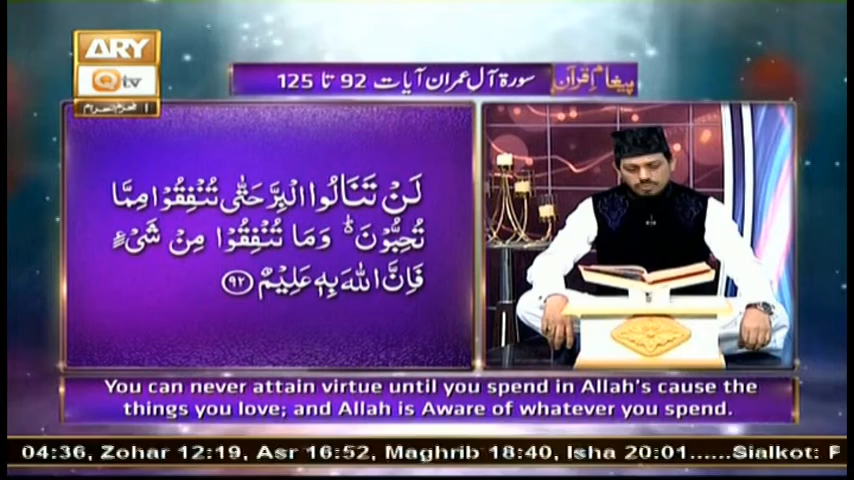 ARY
Qtv
پیغامِ قرآن
سورۃ آل عمران آیات 92 تا 125
لَنۡ تَنَالُوا الۡبِرَّ حَتّٰی تُنۡفِقُوۡا مِمَّا
تُحِبُّوۡنَ ۬ؕ وَمَا تُنۡفِقُوۡا مِنۡ شَیۡءٍ
فَاِنَّ اللّٰہَ بِہٖ عَلِیۡمٌ ﴿۹۲﴾
You can never attain virtue until you spend in Allah's cause the
things you love; and Allah is Aware of whatever you spend.
04:36, Zohar 12:19, Asr 16:52, Maghrib 18:40, Isha 20:01......Sialkot: F